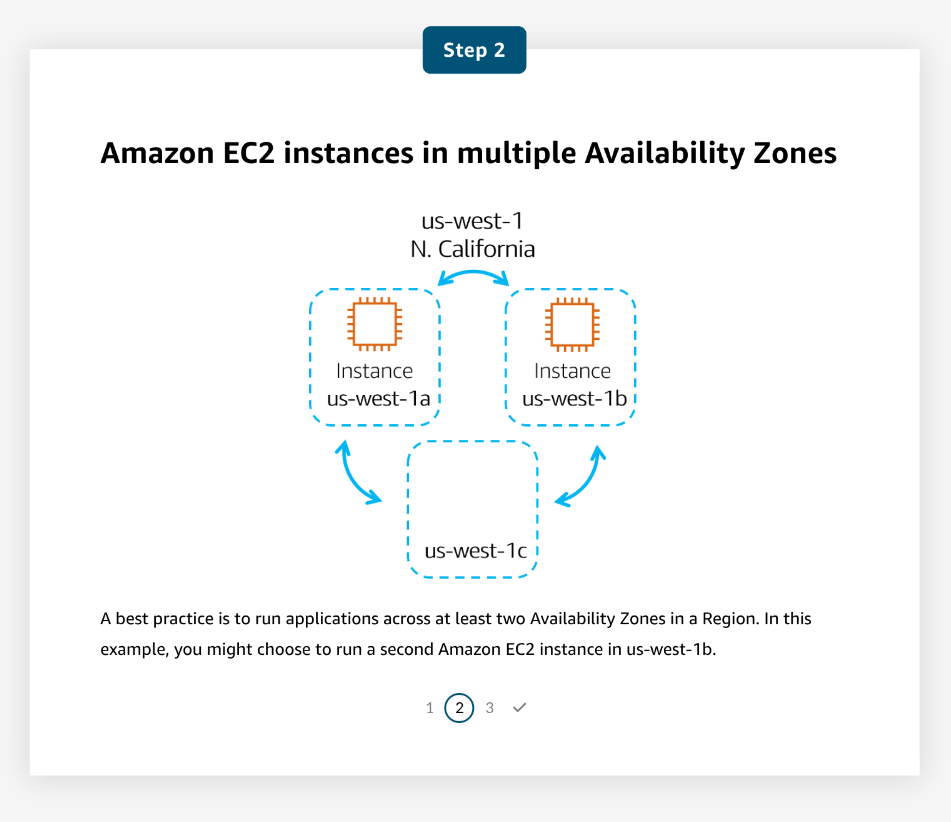 Step 2
Amazon EC2 instances in multiple Availability Zones
us-west-1
N. California
Instance
us-west-1a
Instance
us-west-1b
us-west-1c
A best practice is to run applications across at least two Availability Zones in a Region. In this
example, you might choose to run a second Amazon EC2 instance in us-west-1b.
1 2 3